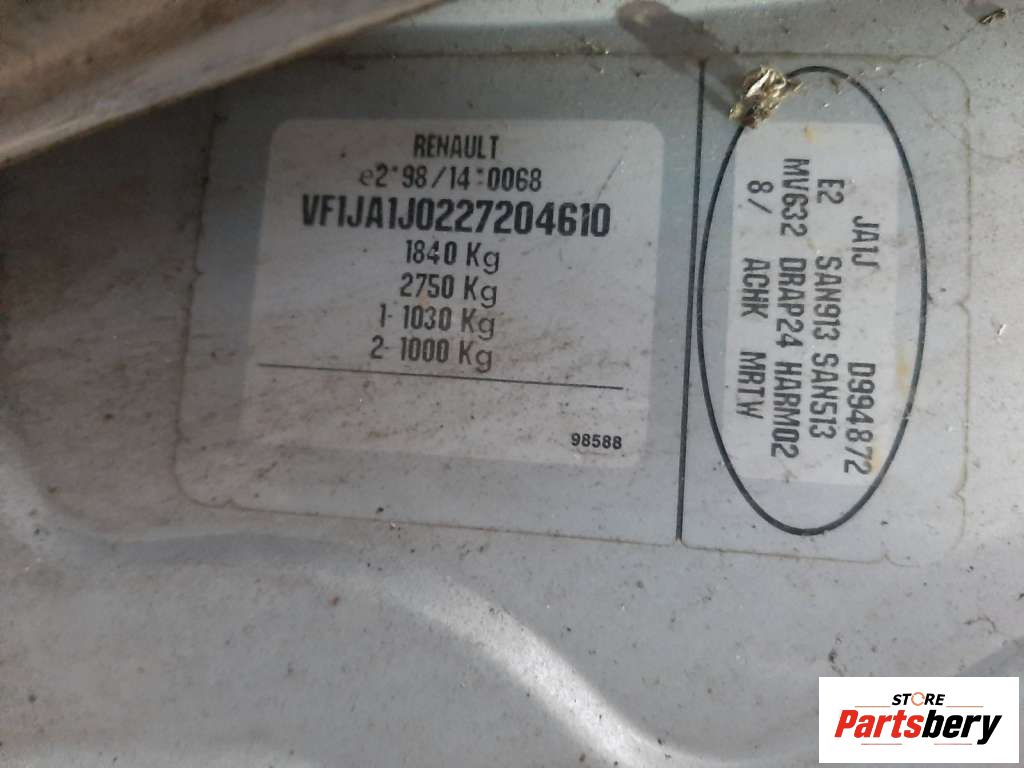 RENAULT
e2*98/14*0068
VF1JA1J0227204610
1840 Kg
2750 Kg
1-1030 Kg
2-1000 Kg
98588
JA1J D994872
E2 SAN913 SAN513
MV632 DRAP24 HARM02
8/ ACHK MRTW
STORE
Partsbery